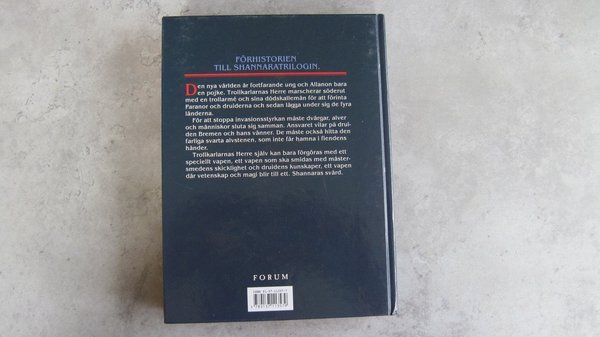 FÖRHISTORIEN
TILL SHANNARATRILOGIN.
Den nya världen är fortfarande ung och Allanon bara
en pojke. Trollkarlarnas Herre marscherar söderut
med en trollarmé och sina dödskallemän för att förinta
Paranor och druiderna och sedan lägga under sig de fyra
länderna.
För att stoppa invasionsstyrkan måste dvärgar, alver
och människor sluta sig samman. Ansvaret vilar på drui-
den Bremen och hans vänner. De måste också hitta den
farliga svarta alvstenen, som inte får hamna i fiendens
händer.
Trollkarlarnas Herre själv kan bara förgöras med ett
speciellt vapen, ett vapen som ska smidas med mäster-
smedens skicklighet och druidens kunskaper, ett vapen
där vetenskap och magi blir till ett. Shannaras svärd.
FORUM